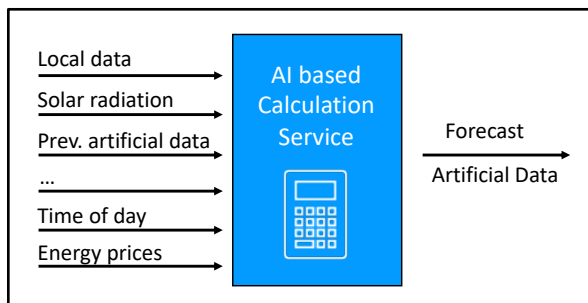 Local data
Solar radiation
Prev. artificial data
...
Time of day
Energy prices
AI based
Calculation
Service
Forecast
Artificial Data